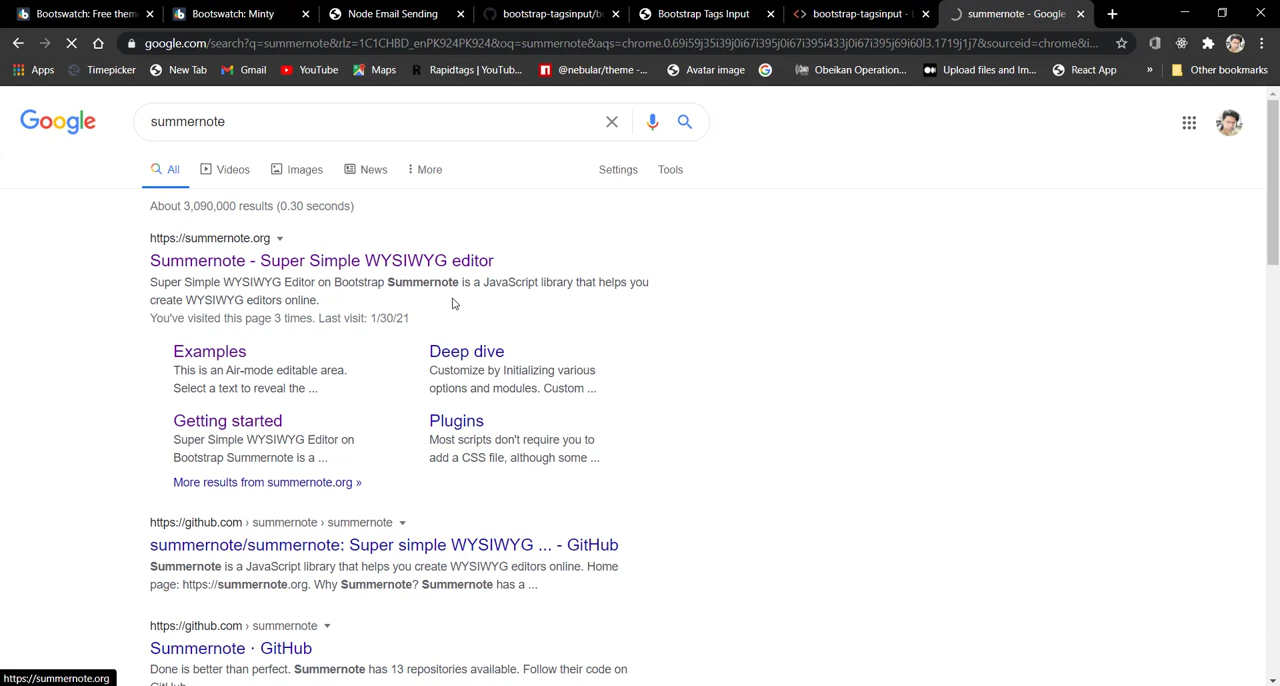 Bootswatch: Free them
Bootswatch: Minty
Node Email Sending
bootstrap-tagsinput/bo
Bootstrap Tags Input
bootstrap-tagsinput - L
summernote - Google
google.com/search?q=summernote&rlz=1C1CHBD_enPK924PK924&oq=summernote&aqs=chrome.0.69i59j35i39j0i67i395j0i67i395i433j0i67i395j69i60l3.1719j1j7&sourceid=chrome&i...
Apps
Timepicker
New Tab
Gmail
YouTube
Maps
Rapidtags | YouTub...
@nebular/theme -...
Avatar image
Obeikan Operation...
Upload files and Im...
React App
»
Other bookmarks
Google
summernote
All
Videos
Images
News
More
Settings
Tools
About 3,090,000 results (0.30 seconds)
https://summernote.org
Summernote - Super Simple WYSIWYG editor
Super Simple WYSIWYG Editor on Bootstrap Summernote is a JavaScript library that helps you
create WYSIWYG editors online.
You've visited this page 3 times. Last visit: 1/30/21
Examples
This is an Air-mode editable area.
Select a text to reveal the ...
Deep dive
Customize by Initializing various
options and modules. Custom ...
Getting started
Super Simple WYSIWYG Editor on
Bootstrap Summernote is a ...
Plugins
Most scripts don't require you to
add a CSS file, although some ...
More results from summernote.org »
https://github.com › summernote › summernote
summernote/summernote: Super simple WYSIWYG ... - GitHub
Summernote is a JavaScript library that helps you create WYSIWYG editors online. Home
page: https://summernote.org. Why Summernote? Summernote has a ...
https://github.com › summernote
Summernote · GitHub
Done is better than perfect. Summernote has 13 repositories available. Follow their code on
GitHub.
https://summernote.org